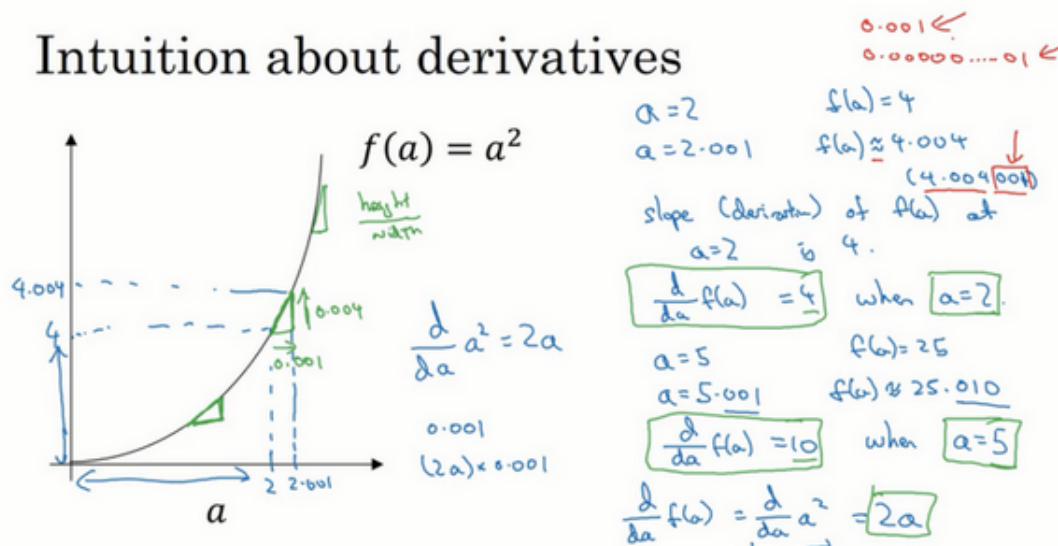 Intuition about derivatives
0.001
0.00000....01
f(a) = a²
height
width
4.004
4
0.004
0.001
2 2.001
a
d/da a² = 2a
0.001
(2a) × 0.001
a = 2 f(a) = 4
a = 2.001 f(a) ≈ 4.004
(4.004001)
slope (derivative) of f(a) at
a = 2 is 4.
d/da f(a) = 4 when a = 2.
a = 5 f(a) = 25
a = 5.001 f(a) ≈ 25.010
d/da f(a) = 10 when a = 5
d/da f(a) = d/da a² = 2a